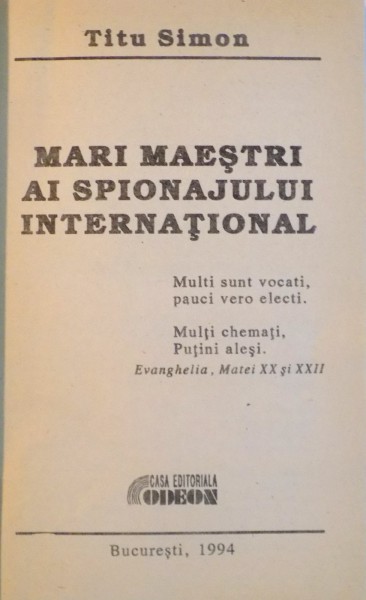 Titu Simon
MARI MAEŞTRI
AI SPIONAJULUI
INTERNAŢIONAL
Multi sunt vocati,
pauci vero electi.
Mulţi chemaţi,
Puţini aleşi.
Evanghelia, Matei XX şi XXII
CASA EDITORIALA
ODEON
Bucureşti, 1994